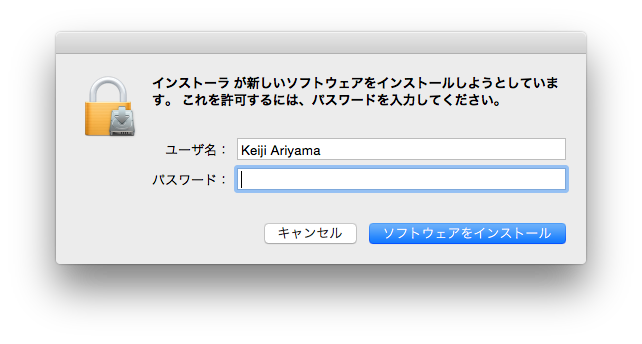 インストーラ が新しいソフトウェアをインストールしようとしていま
す。 これを許可するには、パスワードを入力してください。
ユーザ名： Keiji Ariyama
パスワード：
キャンセル ソフトウェアをインストール